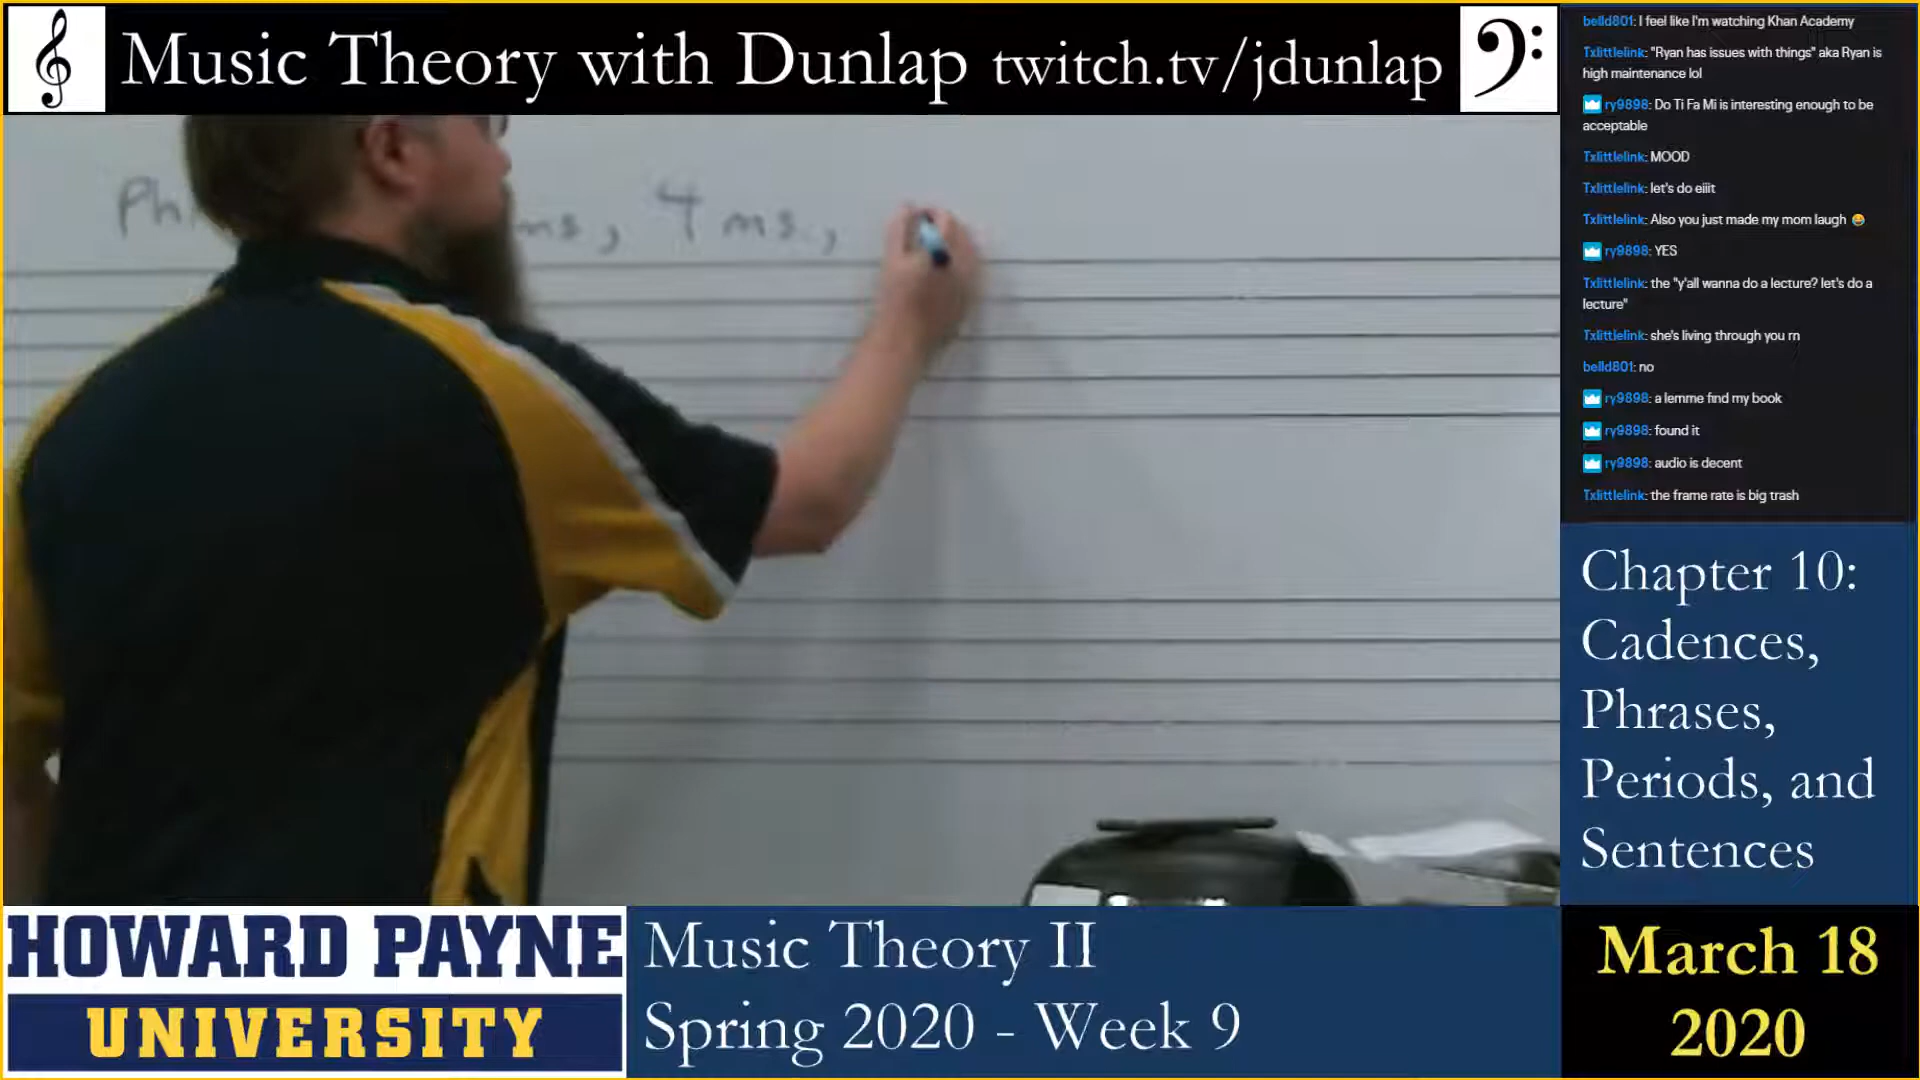 Music Theory with Dunlap twitch.tv/jdunlap
Ph ms, 4 ms,
belld801: I feel like I'm watching Khan Academy
Txlittlelink: "Ryan has issues with things" aka Ryan is
high maintenance lol
ry9898: Do Ti Fa Mi is interesting enough to be
acceptable
Txlittlelink: MOOD
Txlittlelink: let's do eiiit
Txlittlelink: Also you just made my mom laugh 😂
ry9898: YES
Txlittlelink: the "y'all wanna do a lecture? let's do a
lecture"
Txlittlelink: she's living through you rn
belld801: no
ry9898: a lemme find my book
ry9898: found it
ry9898: audio is decent
Txlittlelink: the frame rate is big trash
Chapter 10:
Cadences,
Phrases,
Periods, and
Sentences
HOWARD PAYNE
UNIVERSITY
Music Theory II
Spring 2020 - Week 9
March 18
2020